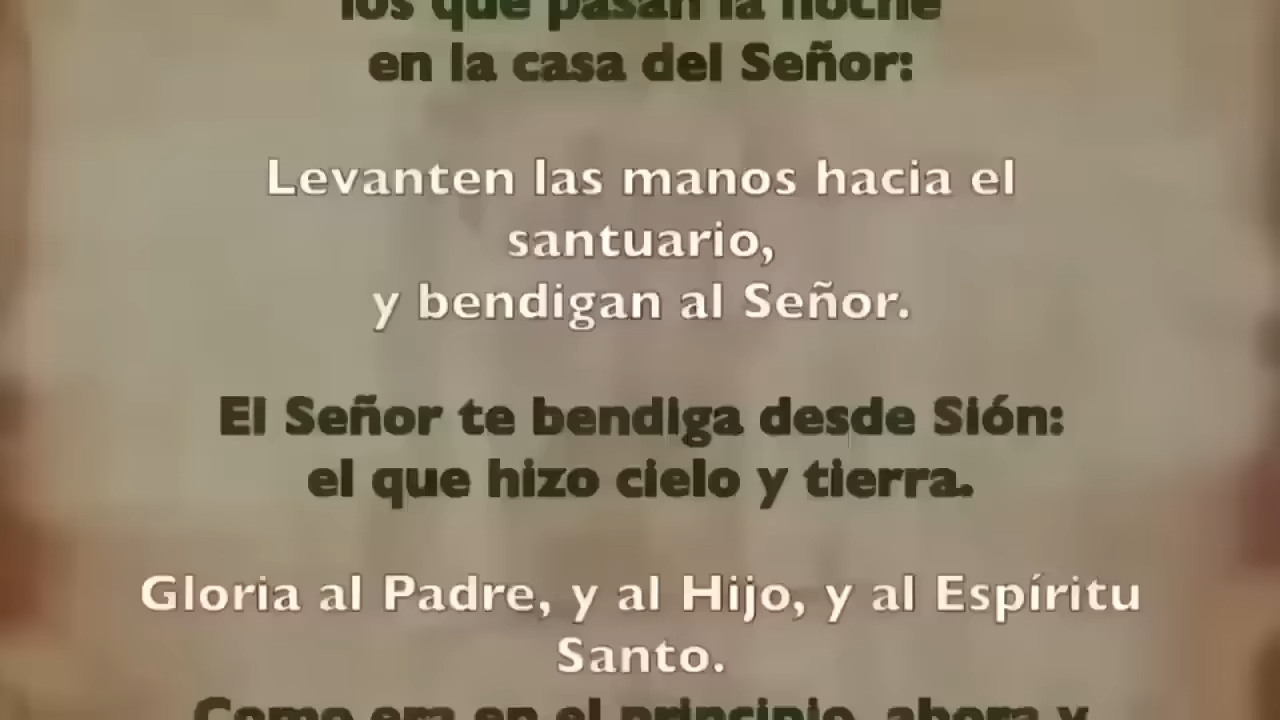 los que pasan la noche
en la casa del Señor:
Levanten las manos hacia el
santuario,
y bendigan al Señor.
El Señor te bendiga desde Sión:
el que hizo cielo y tierra.
Gloria al Padre, y al Hijo, y al Espíritu
Santo.
Como era en el principio, ahora y